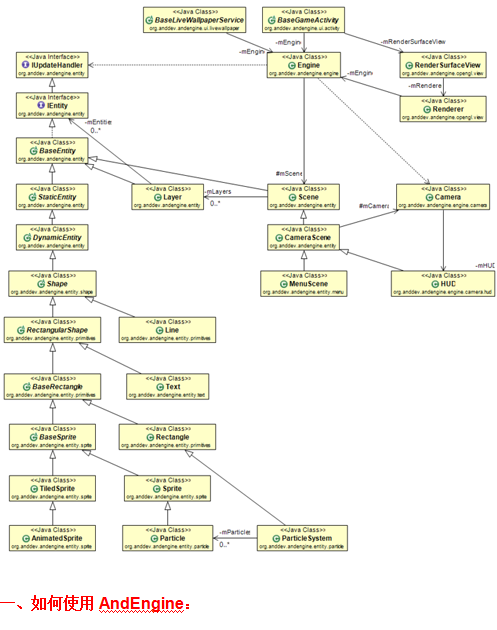 <<Java Class>>
BaseLiveWallpaperService
org.anddev.andengine.ui.livewallpaper
<<Java Class>>
BaseGameActivity
org.anddev.andengine.ui.activity
-mEngin
-mEngin
-mRenderSurfaceView
<<Java Interface>>
IUpdateHandler
org.anddev.andengine.engine
<<Java Class>>
Engine
org.anddev.andengine.engine
<<Java Class>>
RenderSurfaceView
org.anddev.andengine.opengl.view
-mEngin
-mRendere
<<Java Interface>>
IEntity
org.anddev.andengine.entity
<<Java Class>>
Renderer
org.anddev.andengine.opengl.view
-mEntitie
0..*
<<Java Class>>
BaseEntity
org.anddev.andengine.entity
#mScene
<<Java Class>>
StaticEntity
org.anddev.andengine.entity
<<Java Class>>
Layer
org.anddev.andengine.entity
-mLayers
0..*
<<Java Class>>
Scene
org.anddev.andengine.entity
<<Java Class>>
Camera
org.anddev.andengine.engine.camera
#mCamera
<<Java Class>>
DynamicEntity
org.anddev.andengine.entity
<<Java Class>>
CameraScene
org.anddev.andengine.entity
-mHUD
<<Java Class>>
Shape
org.anddev.andengine.entity.shape
<<Java Class>>
MenuScene
org.anddev.andengine.entity.menu
<<Java Class>>
HUD
org.anddev.andengine.engine.camera.hud
<<Java Class>>
RectangularShape
org.anddev.andengine.entity.primitives
<<Java Class>>
Line
org.anddev.andengine.entity.primitives
<<Java Class>>
BaseRectangle
org.anddev.andengine.entity.primitives
<<Java Class>>
Text
org.anddev.andengine.entity.text
<<Java Class>>
BaseSprite
org.anddev.andengine.entity.sprite
<<Java Class>>
Rectangle
org.anddev.andengine.entity.primitives
<<Java Class>>
TiledSprite
org.anddev.andengine.entity.sprite
<<Java Class>>
Sprite
org.anddev.andengine.entity.sprite
<<Java Class>>
AnimatedSprite
org.anddev.andengine.entity.sprite
<<Java Class>>
Particle
org.anddev.andengine.entity.particle
-mParticle
0..*
<<Java Class>>
ParticleSystem
org.anddev.andengine.entity.particle
一、如何使用 AndEngine：